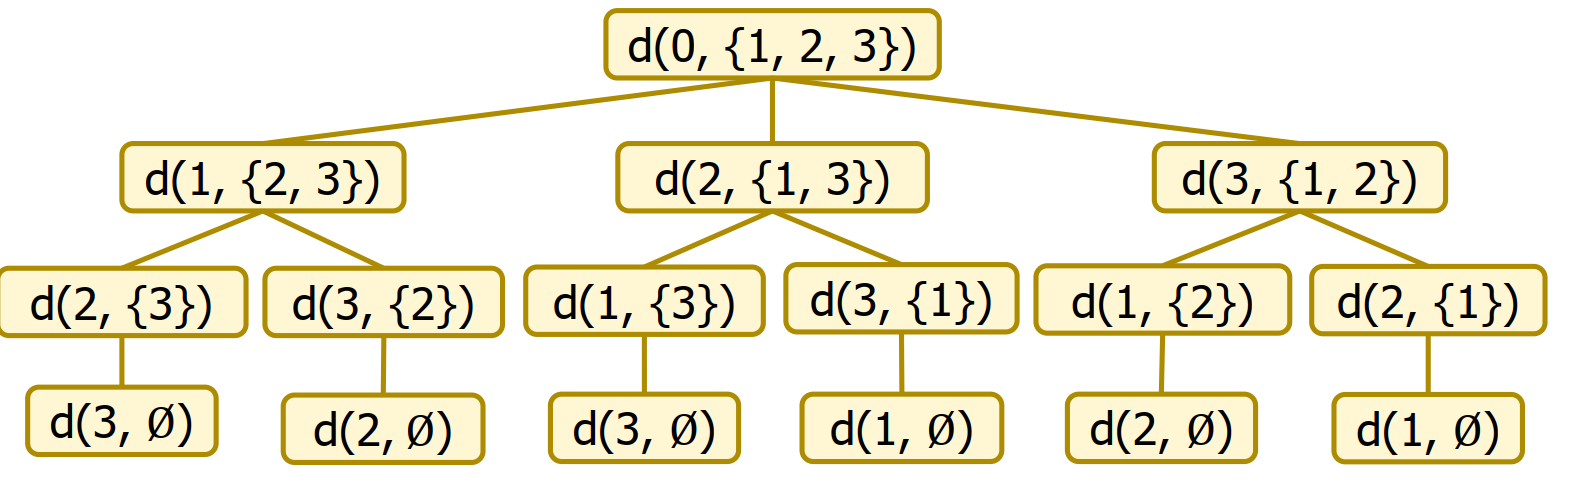 d(0, {1, 2, 3})
d(1, {2, 3})
d(2, {1, 3})
d(3, {1, 2})
d(2, {3})
d(3, {2})
d(1, {3})
d(3, {1})
d(1, {2})
d(2, {1})
d(3, Ø)
d(2, Ø)
d(3, Ø)
d(1, Ø)
d(2, Ø)
d(1, Ø)